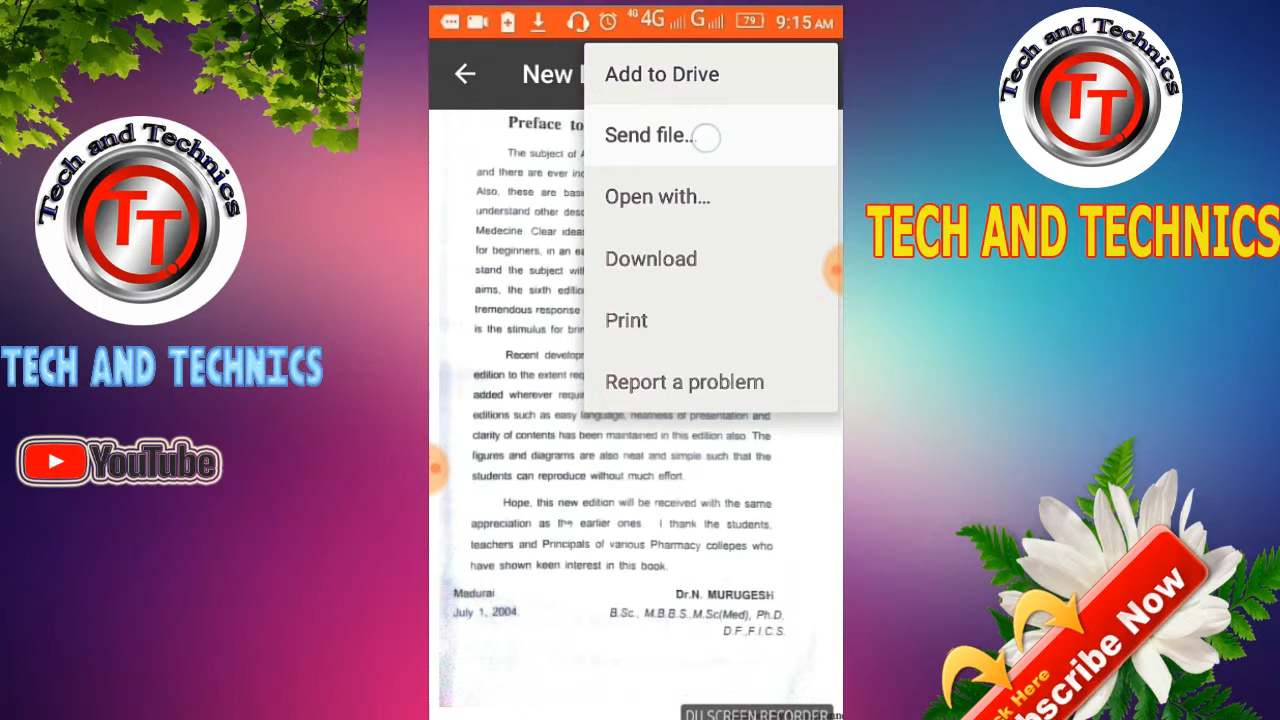 Tech and Technics
TT
TECH AND TECHNICS
YouTube
4G 4G G 79 9:15 AM
New
Add to Drive
Send file...
Open with...
Download
Print
Report a problem
Preface to
The subject of
and there are ever
Also, these are
understand other
Medecine. Clear ideas
for beginners, in an
stand the subject
aims, the sixth
tremendous response
is the stimulus for
Recent
edition to the extent
added wherever
editions such as easy language, neatness of presentation and
clarity of contents has been maintained in this edition also. The
figures and diagrams are also neat and simple such that the
students can reproduce without much effort.
Hope, this new edition will be received with the same
appreciation as the earlier ones. I thank the students,
teachers and Principals of various Pharmacy collepes who
have shown keen interest in this book.
Madurai
July 1, 2004.
Dr.N. MURUGESH
B.Sc., M.B.B.S.,M.Sc(Med), Ph.D.
D.F.,F.I.C.S.
DU SCREEN RECORDER
Tech and Technics
TT
TECH AND TECHNICS
Here
Now